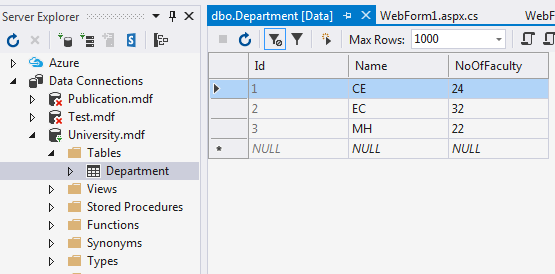 Server Explorer
Azure
Data Connections
Publication.mdf
Test.mdf
University.mdf
Tables
Department
Views
Stored Procedures
Functions
Synonyms
Types
dbo.Department [Data] WebForm1.aspx.cs WebF
Max Rows: 1000
Id Name NoOfFaculty
1 CE 24
2 EC 32
3 MH 22
NULL NULL NULL